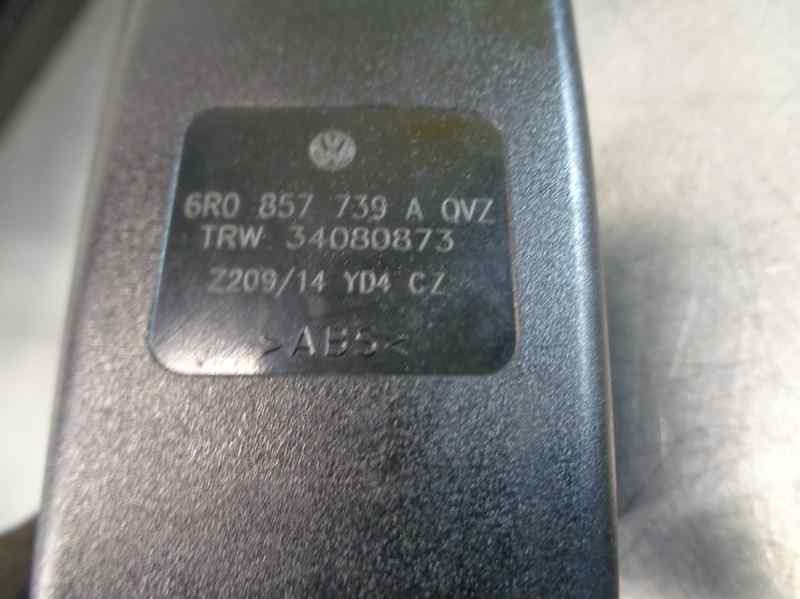 6R0 857 739 A QVZ
TRW 34080873
Z209/14 YD4 CZ
>ABS<